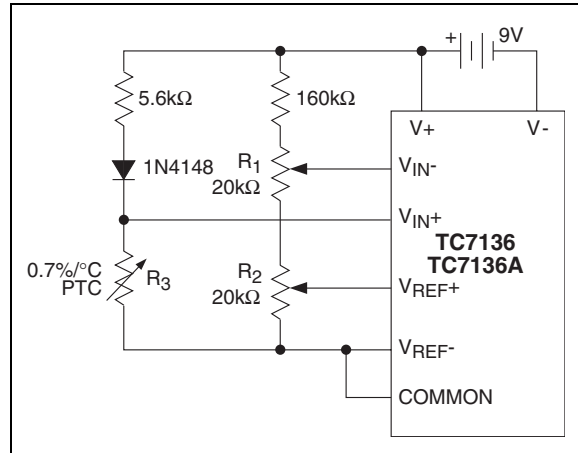 +
9V
5.6kΩ
160kΩ
V+
V-
1N4148
R1
20kΩ
VIN-
VIN+
TC7136
TC7136A
0.7%/°C
PTC
R3
R2
20kΩ
VREF+
VREF-
COMMON